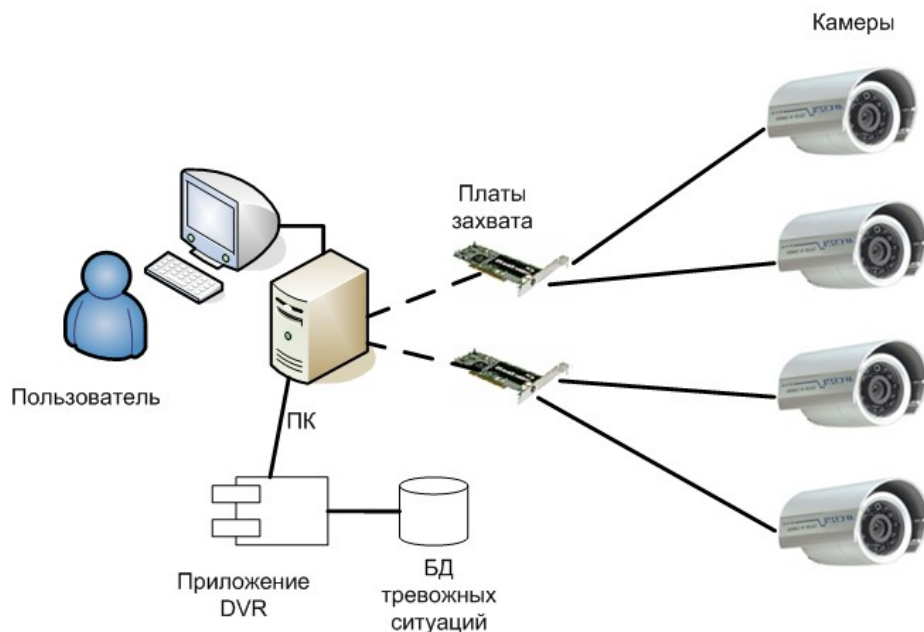 Камеры
Платы
захвата
Пользователь
ПК
Приложение
DVR
БД
тревожных
ситуаций